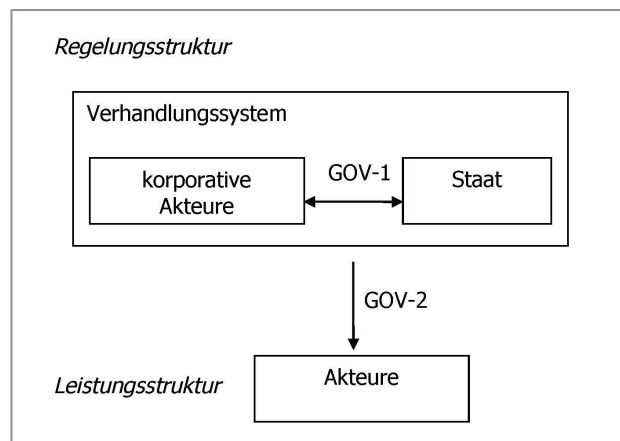 Regelungsstruktur
Verhandlungssystem
korporative
Akteure
GOV-1
Staat
GOV-2
Akteure
Leistungsstruktur